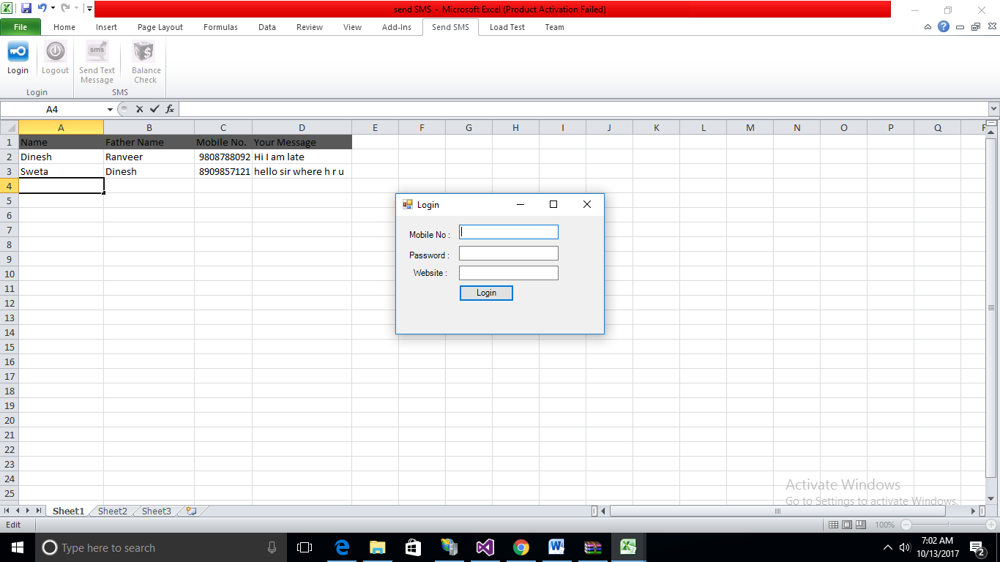 send SMS - Microsoft Excel (Product Activation Failed)
File Home Insert Page Layout Formulas Data Review View Add-Ins Send SMS Load Test Team
Login Logout Send Text Message Balance Check
Login SMS
A4 fx
A B C D E F G H I J K L M N O P Q
1 Name Father Name Mobile No. Your Message
2 Dinesh Ranveer 9808788092 Hi I am late
3 Sweta Dinesh 8909857121 hello sir where h r u
4
5
6
7
8
9
10
11
12
13
14
15
16
17
18
19
20
21
22
23
24
25
Login
Mobile No :
Password :
Website :
Login
Activate Windows
Go to Settings to activate Windows.
Sheet1 Sheet2 Sheet3
Edit 100%
Type here to search
7:02 AM
10/13/2017
2